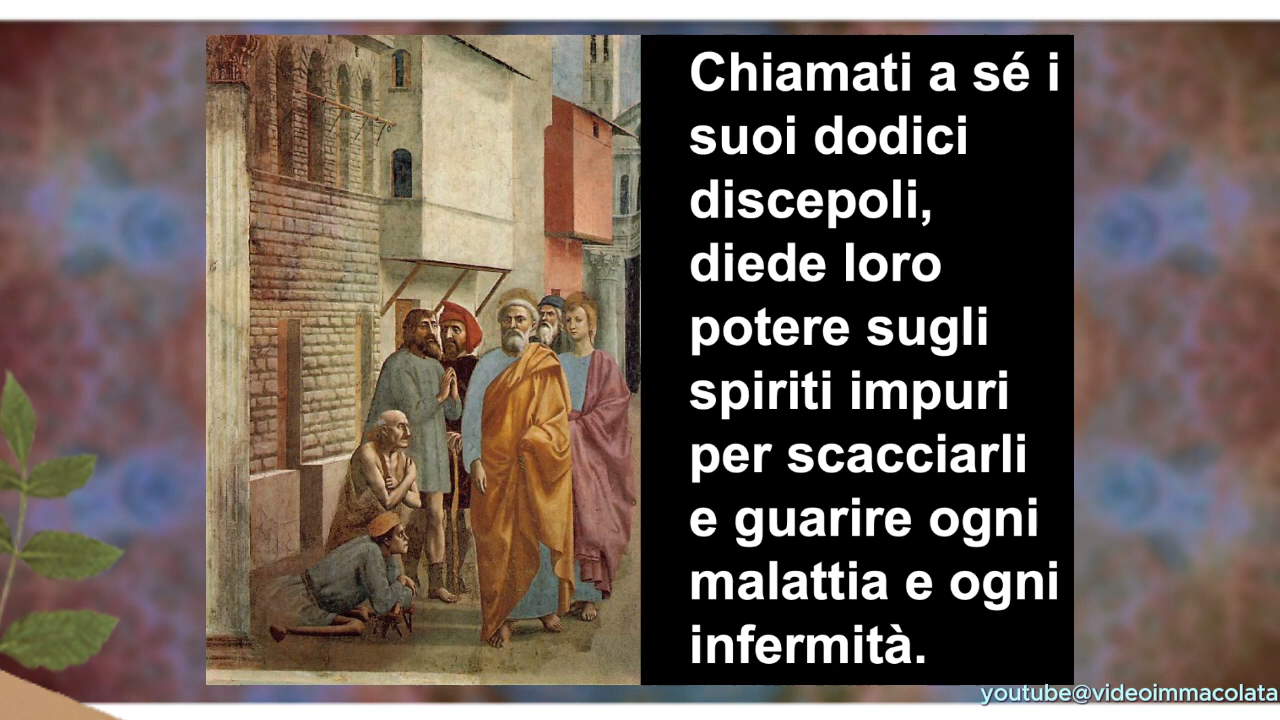 Chiamati a sé i
suoi dodici
discepoli,
diede loro
potere sugli
spiriti impuri
per scacciarli
e guarire ogni
malattia e ogni
infermità.
youtube@videoimmacolata